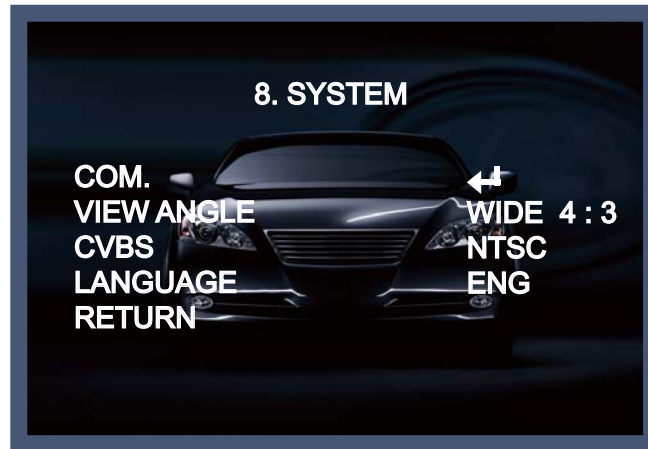 8. SYSTEM
COM. ↵
VIEW ANGLE WIDE 4 : 3
CVBS NTSC
LANGUAGE ENG
RETURN